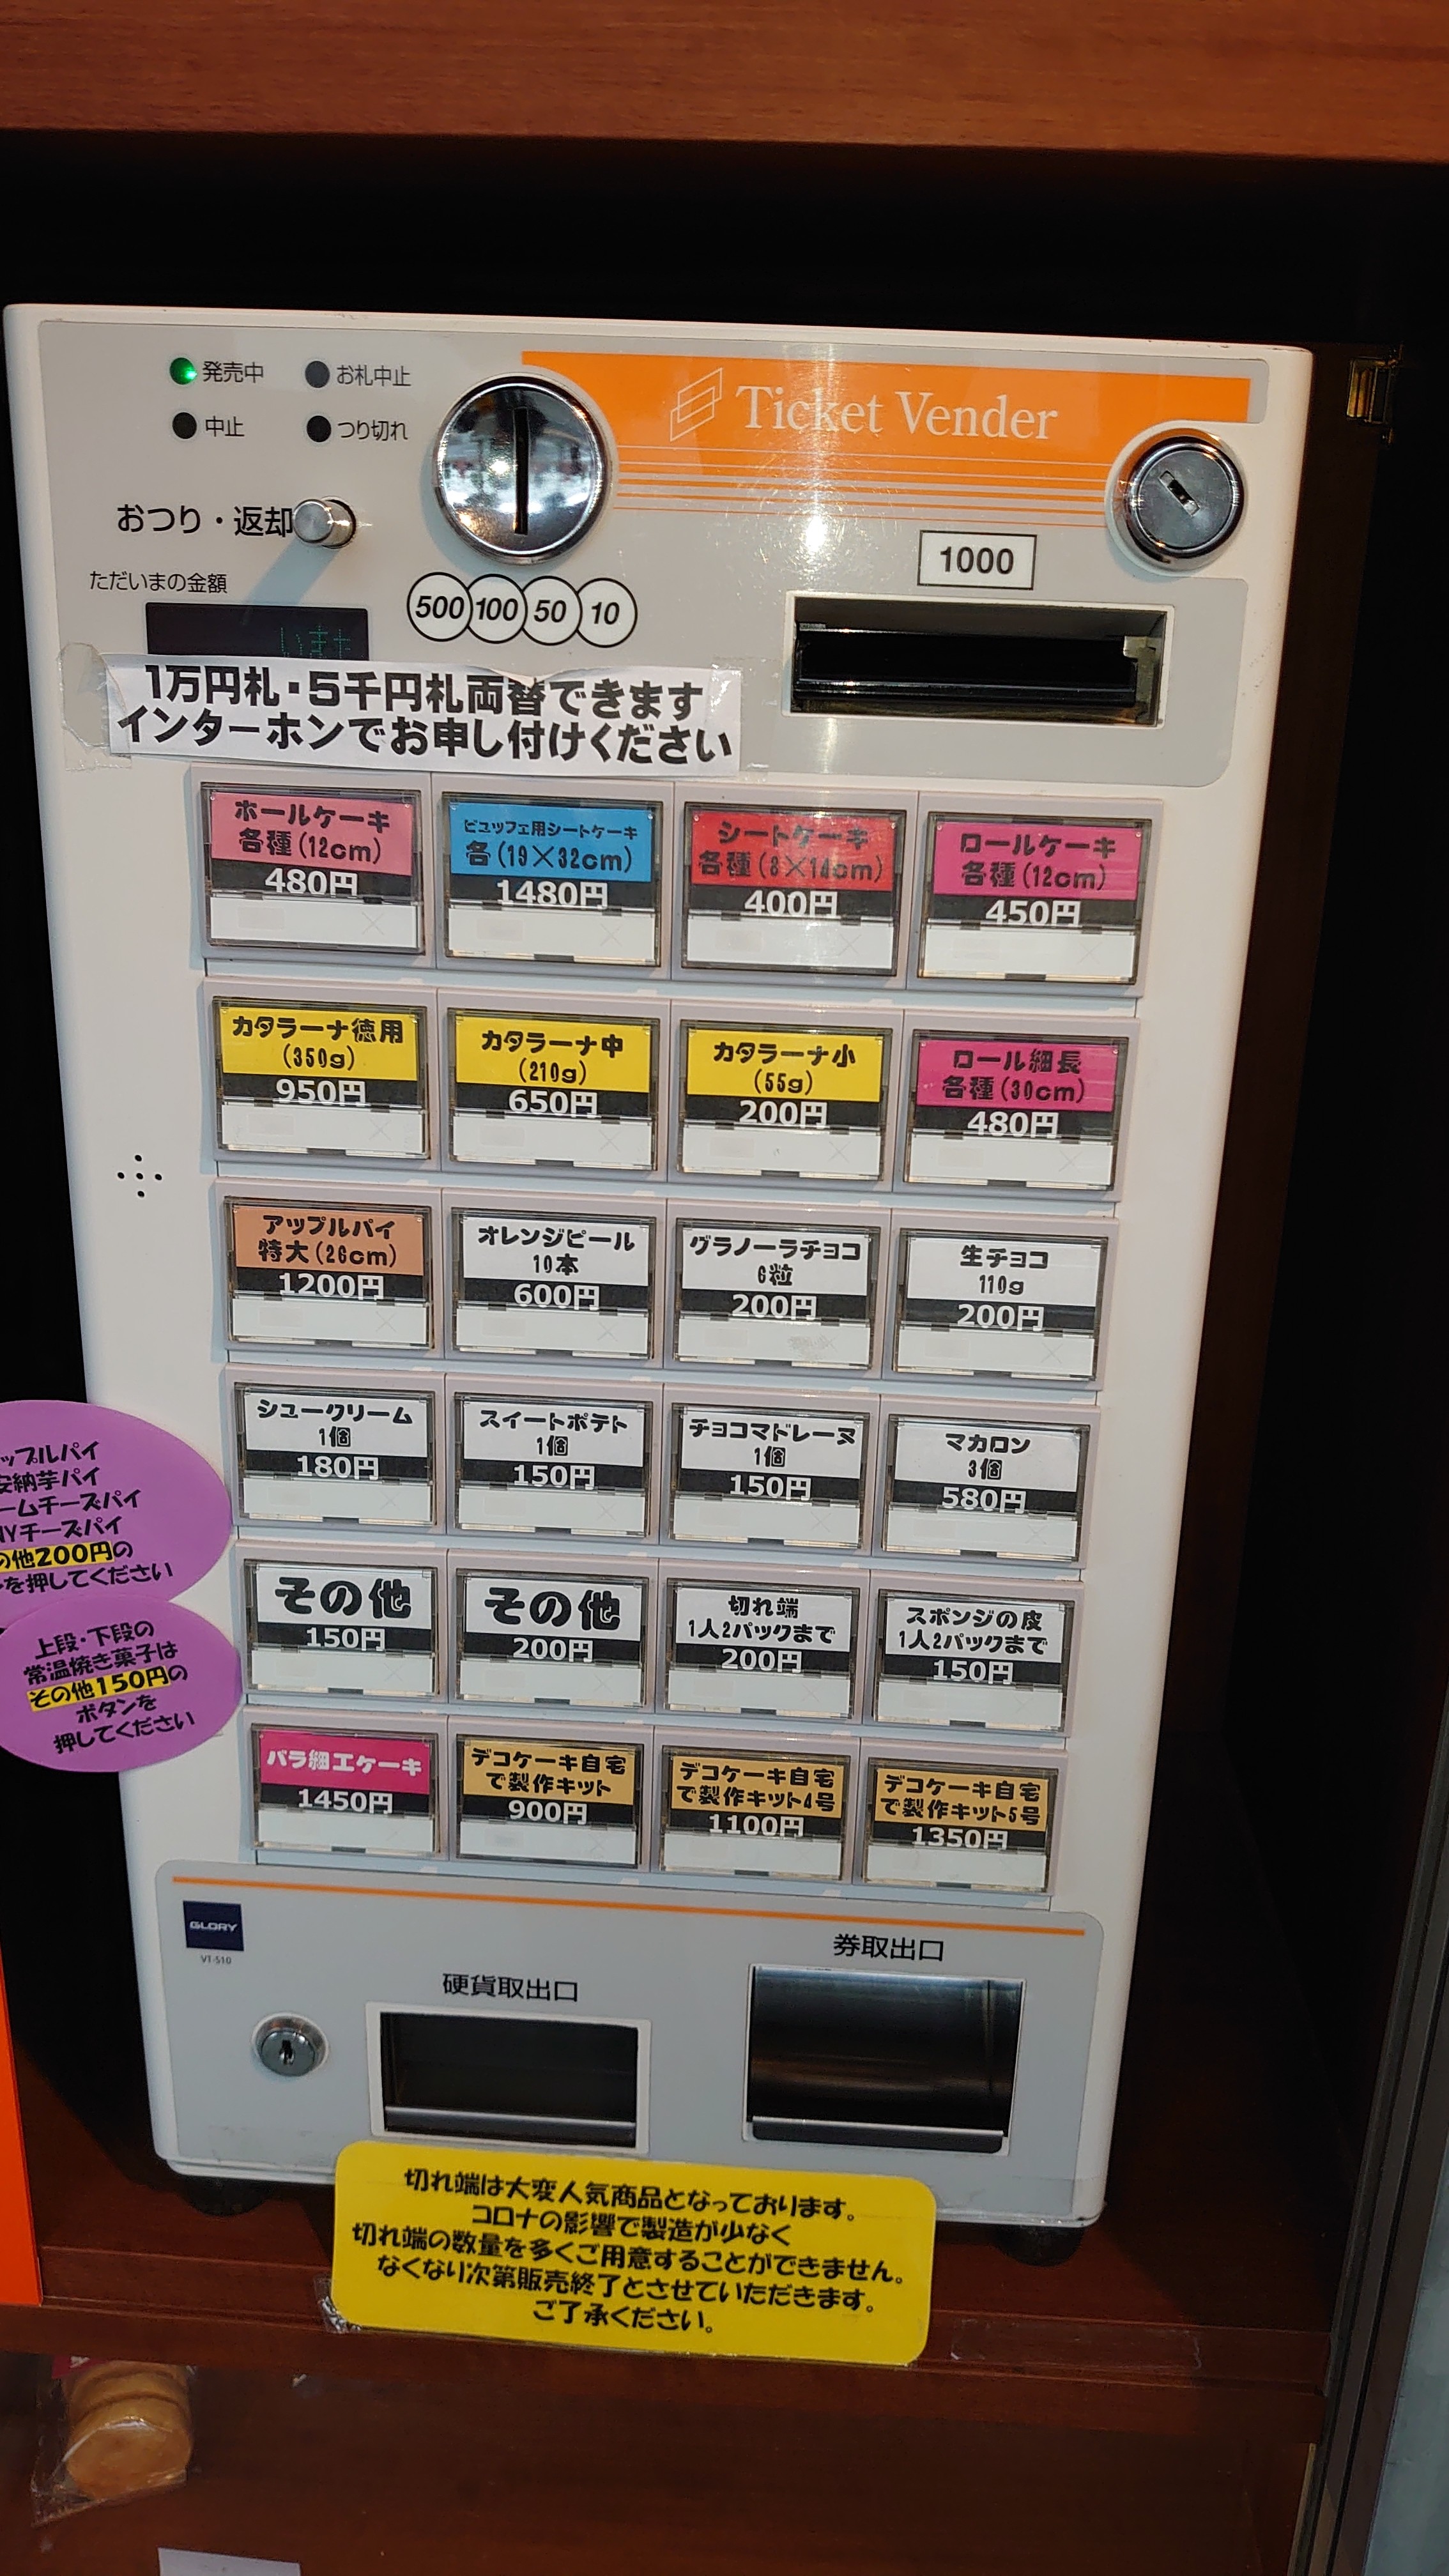 発売中
お札中止
中止
つり切れ
Ticket Vender
おつり・返却
1000
ただいまの金額
500 100 50 10
1万円札・5千円札両替できます
インターホンでお申し付けください
ホールケーキ
各種(12cm)
480円
ビュッフェ用シートケーキ
各(19×32cm)
1480円
シートケーキ
各種(8×14cm)
400円
ロールケーキ
各種(12cm)
450円
カタラーナ徳用
(350g)
950円
カタラーナ中
(210g)
650円
カタラーナ小
(55g)
200円
ロール細長
各種(30cm)
480円
アップルパイ
特大(26cm)
1200円
オレンジピール
10本
600円
グラノーラチョコ
6粒
200円
生チョコ
110g
200円
シュークリーム
1個
180円
スイートポテト
1個
150円
チョコマドレーヌ
1個
150円
マカロン
3個
580円
その他
150円
その他
200円
切れ端
1人2パックまで
200円
スポンジの皮
1人2パックまで
150円
バラ細工ケーキ
1450円
デコケーキ自宅
で製作キット
900円
デコケーキ自宅
で製作キット4号
1100円
デコケーキ自宅
で製作キット5号
1350円
ップルパイ
安納芋パイ
ームチーズパイ
Yチーズパイ
の他200円の
を押してください
上段・下段の
常温焼き菓子は
その他150円の
ボタンを
押してください
GLORY
VT-S10
硬貨取出口
券取出口
切れ端は大変人気商品となっております。
コロナの影響で製造が少なく
切れ端の数量を多くご用意することができません。
なくなり次第販売終了とさせていただきます。
ご了承ください。